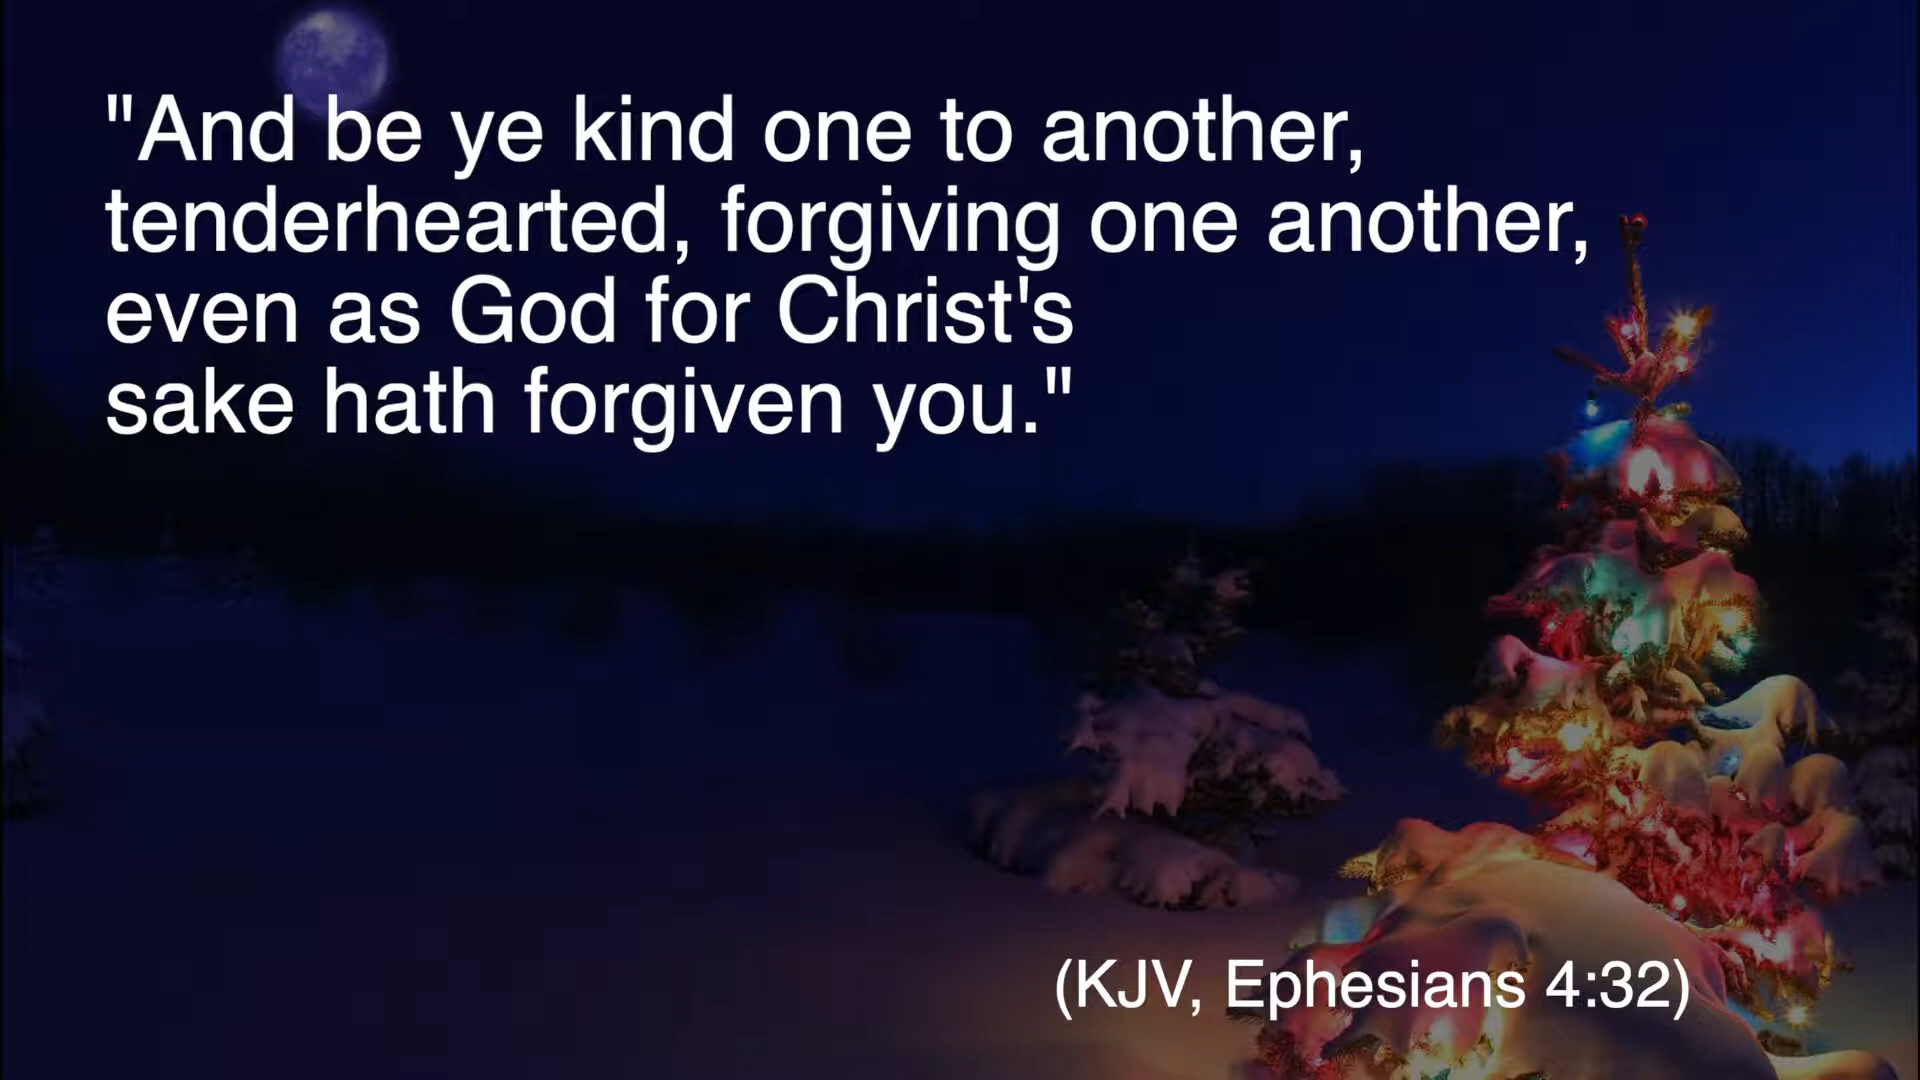 "And be ye kind one to another,
tenderhearted, forgiving one another,
even as God for Christ's
sake hath forgiven you."
(KJV, Ephesians 4:32)